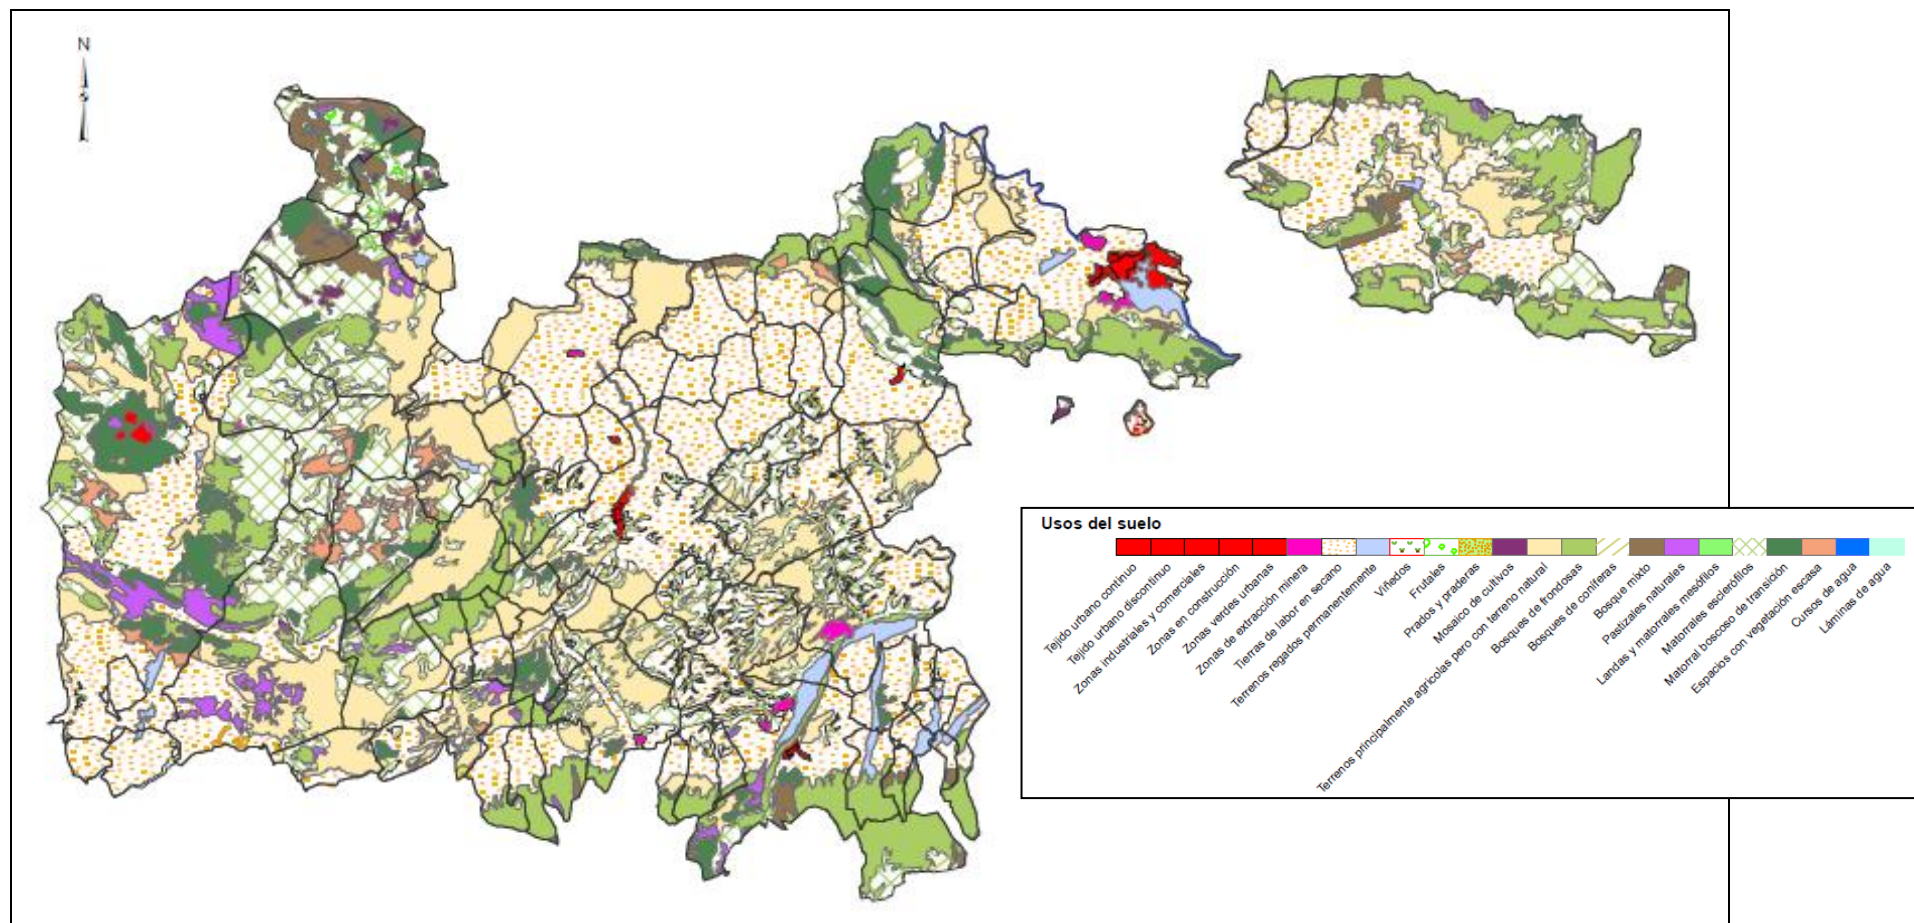 N
Usos del suelo
Tejido urbano continuo
Tejido urbano discontinuo
Zonas industriales y comerciales
Zonas en construcción
Zonas verdes urbanas
Zonas de extracción minera
Tierras de labor en secano
Terrenos regados permanentemente
Viñedos
Frutales
Prados y praderas
Mosaico de cultivos
Terrenos principalmente agrícolas pero con terreno natural
Bosques de frondosas
Bosques de coníferas
Bosque mixto
Pastizales naturales
Landas y matorrales mesófilos
Matorrales esclerófilos
Matorral boscoso de transición
Espacios con vegetación escasa
Cursos de agua
Láminas de agua